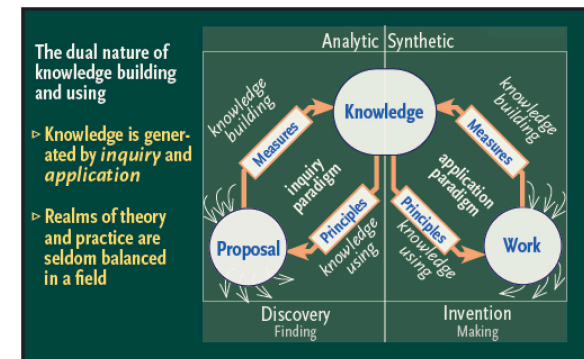 The dual nature of
knowledge building
and using
▹ Knowledge is gener-
ated by inquiry and
application
▹ Realms of theory
and practice are
seldom balanced
in a field
Analytic Synthetic
knowledge
building
Measures
Knowledge
Measures
knowledge
building
inquiry
paradigm
application
paradigm
Proposal
Principles
knowledge
using
Principles
knowledge
using
Work
Discovery
Finding
Invention
Making